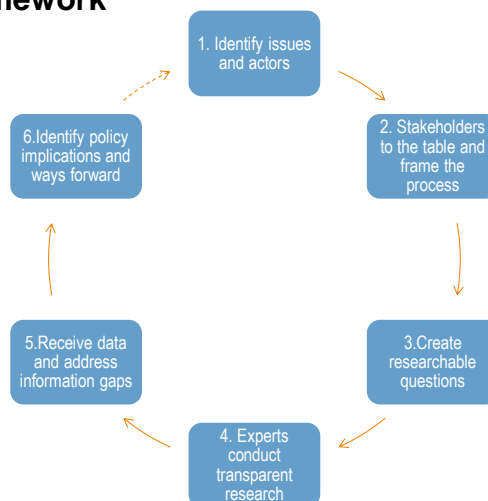 1. Identify issues
and actors
2. Stakeholders
to the table and
frame the
process
3.Create
researchable
questions
4. Experts
conduct
transparent
research
5.Receive data
and address
information gaps
6.Identify policy
implications and
ways forward